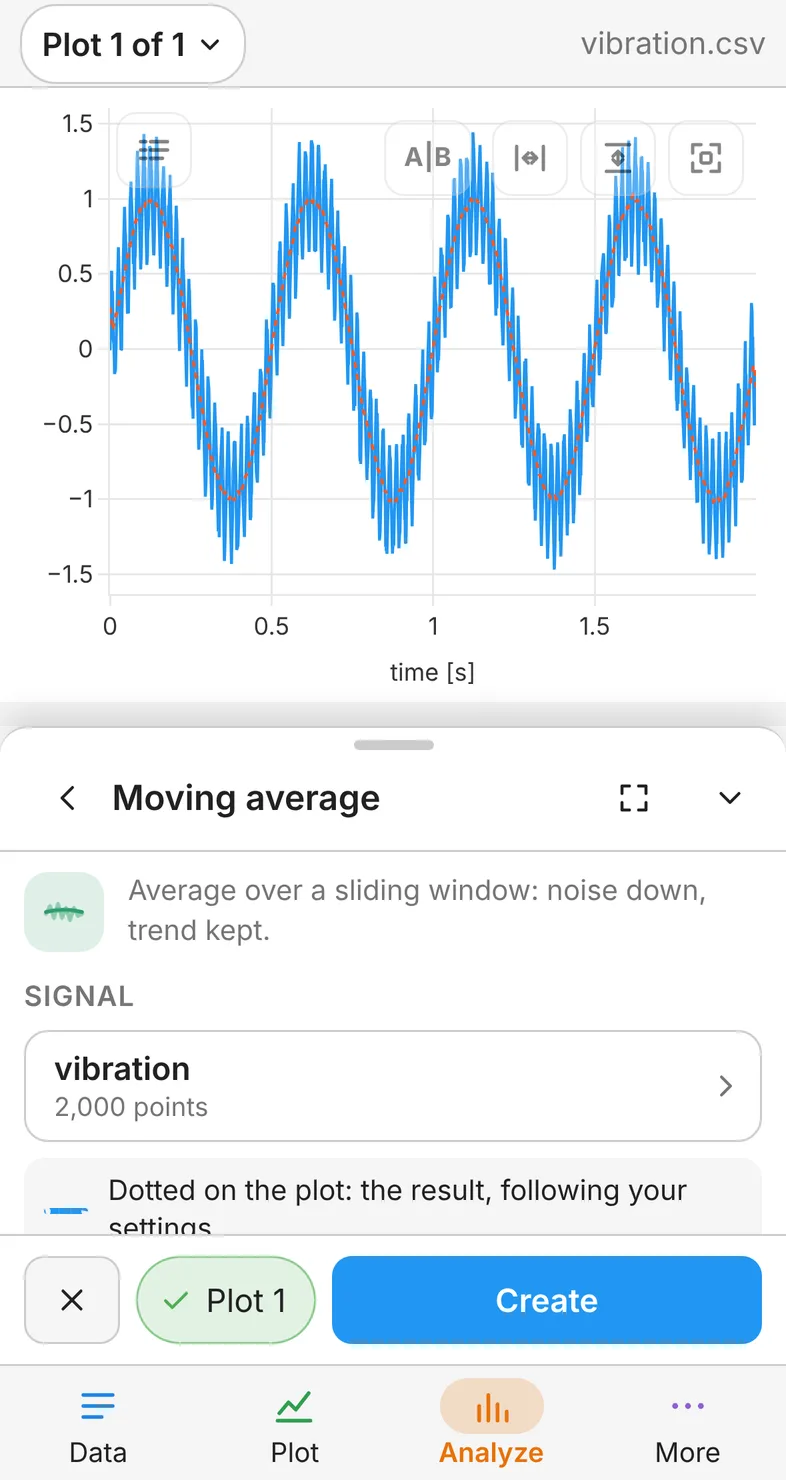 Plot 1 of 1
vibration.csv
A|B
1.5
1
0.5
0
−0.5
−1
−1.5
0
0.5
1
1.5
time [s]
Moving average
Average over a sliding window: noise down,
trend kept.
SIGNAL
vibration
2,000 points
Dotted on the plot: the result, following your
settings
Plot 1
Create
Data
Plot
Analyze
More